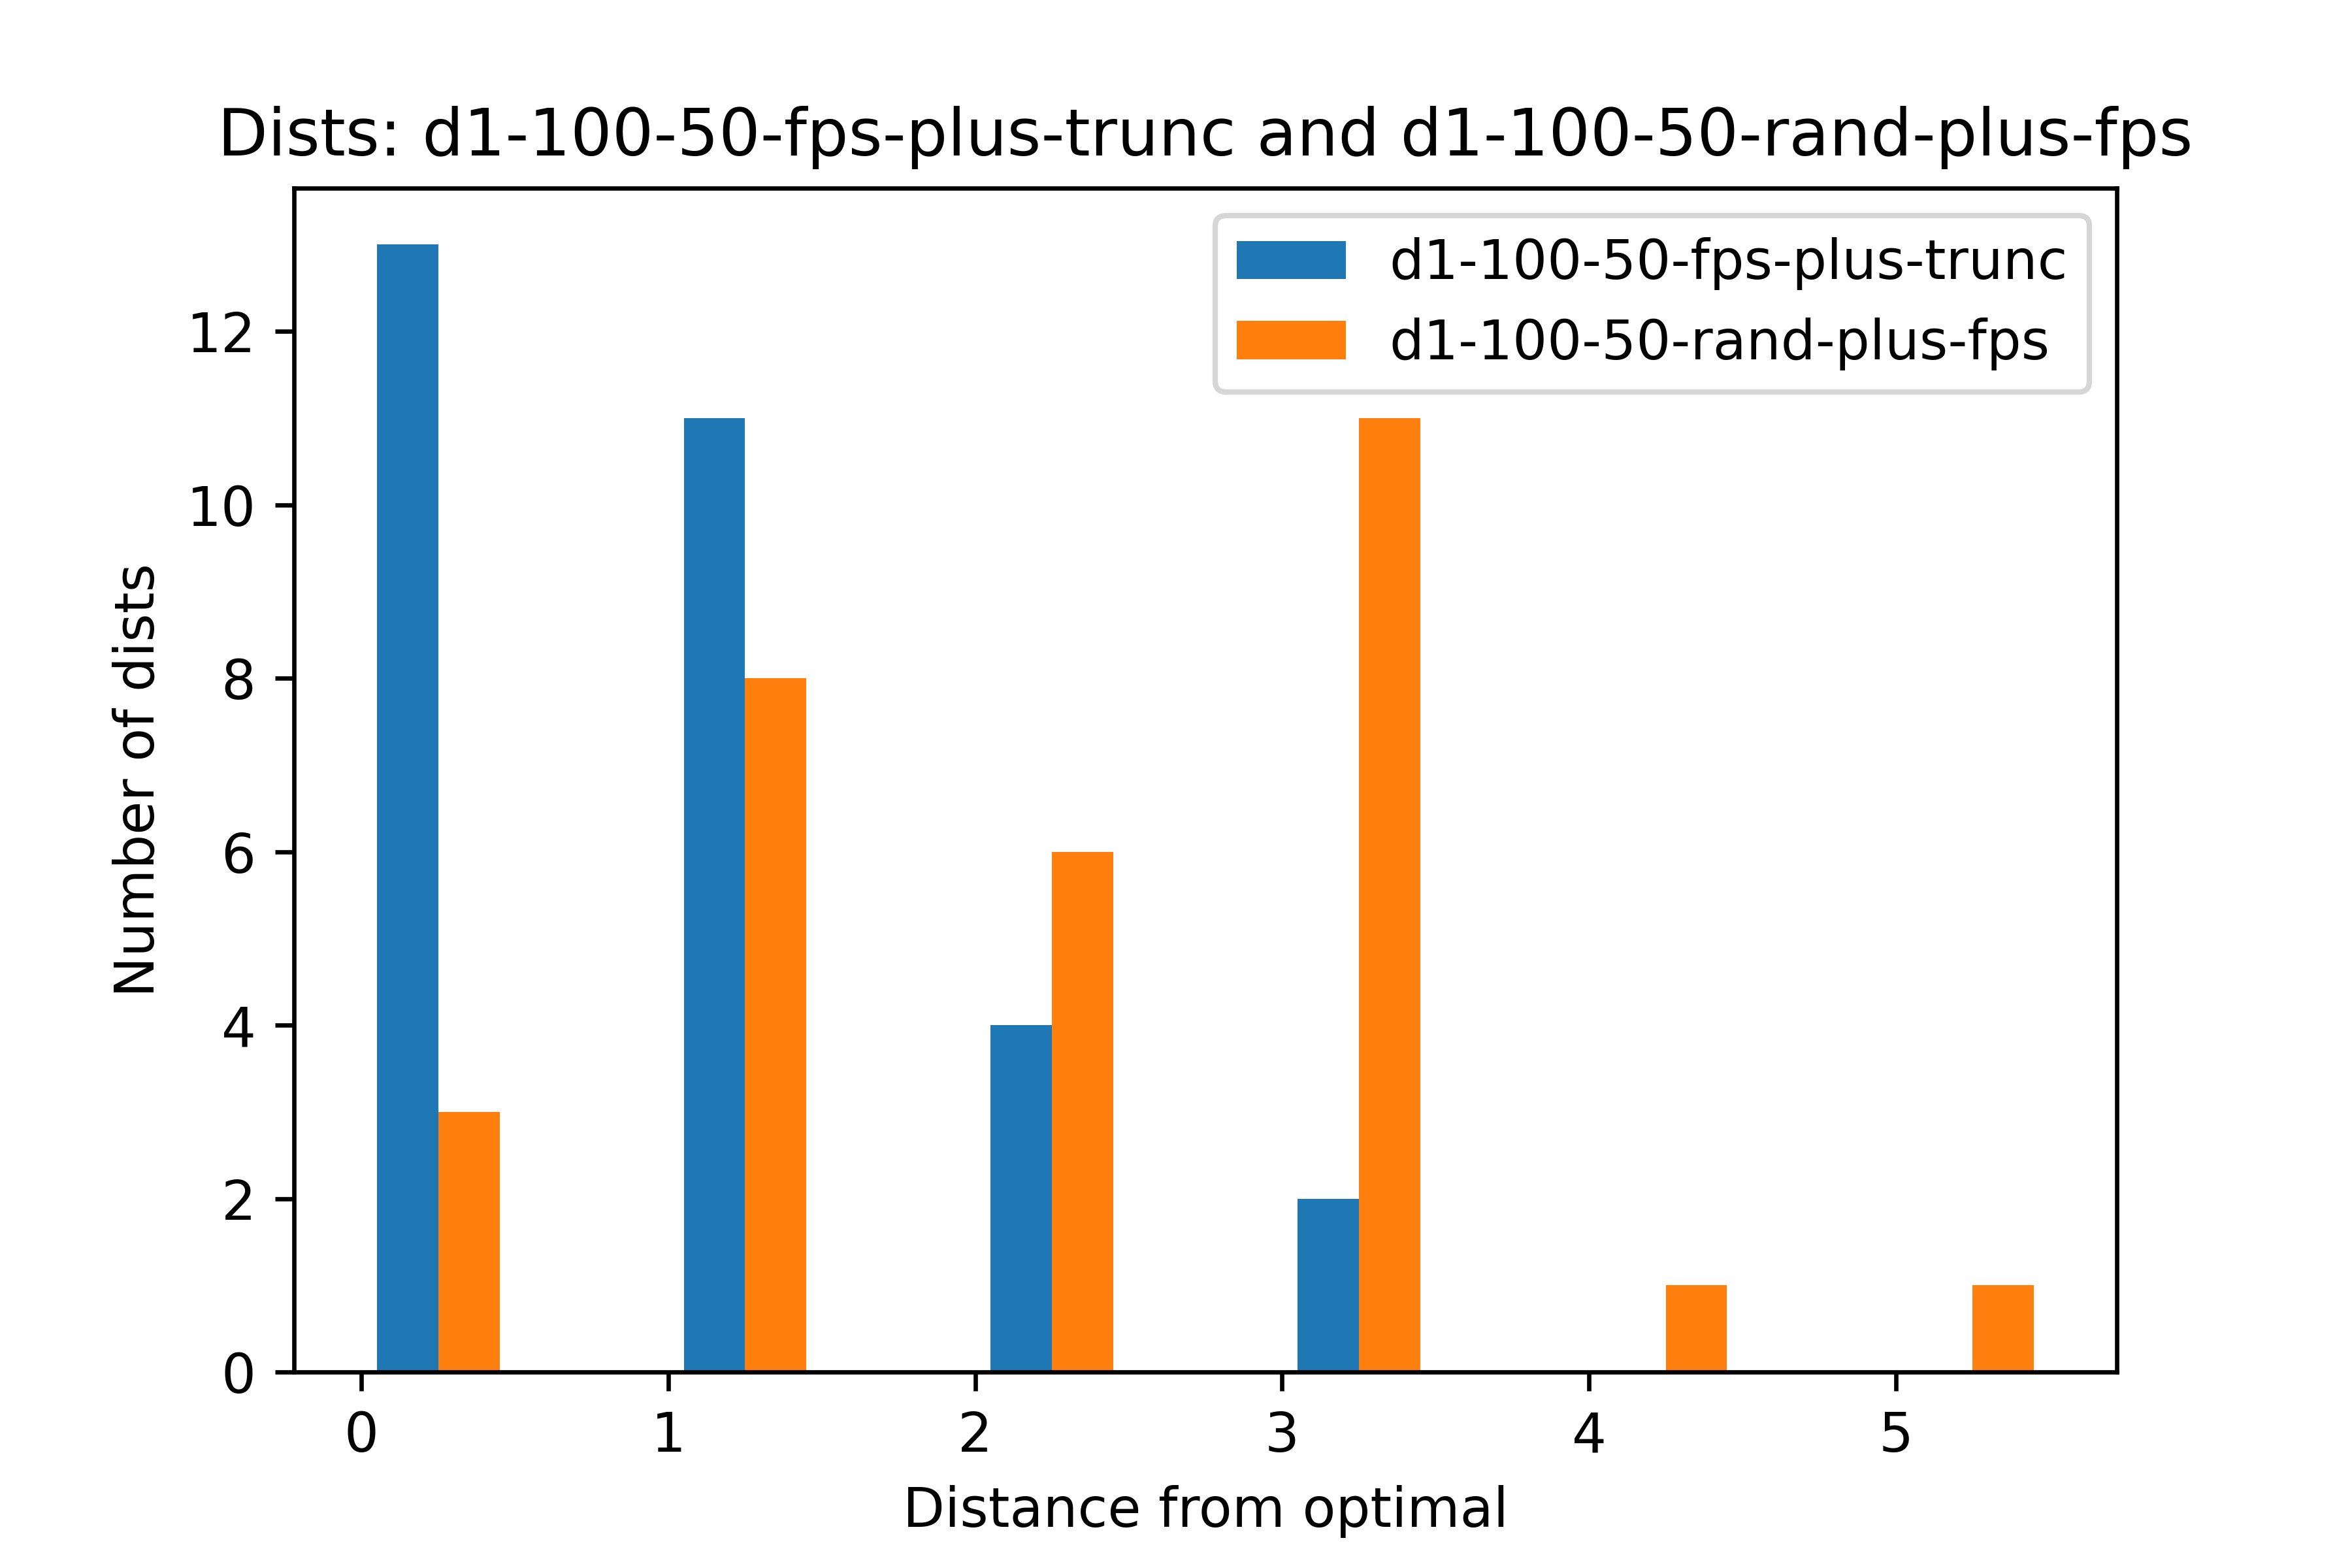 Dists: d1-100-50-fps-plus-trunc and d1-100-50-rand-plus-fps
d1-100-50-fps-plus-trunc
d1-100-50-rand-plus-fps
12
10
8
6
4
2
0
Number of dists
0 1 2 3 4 5
Distance from optimal